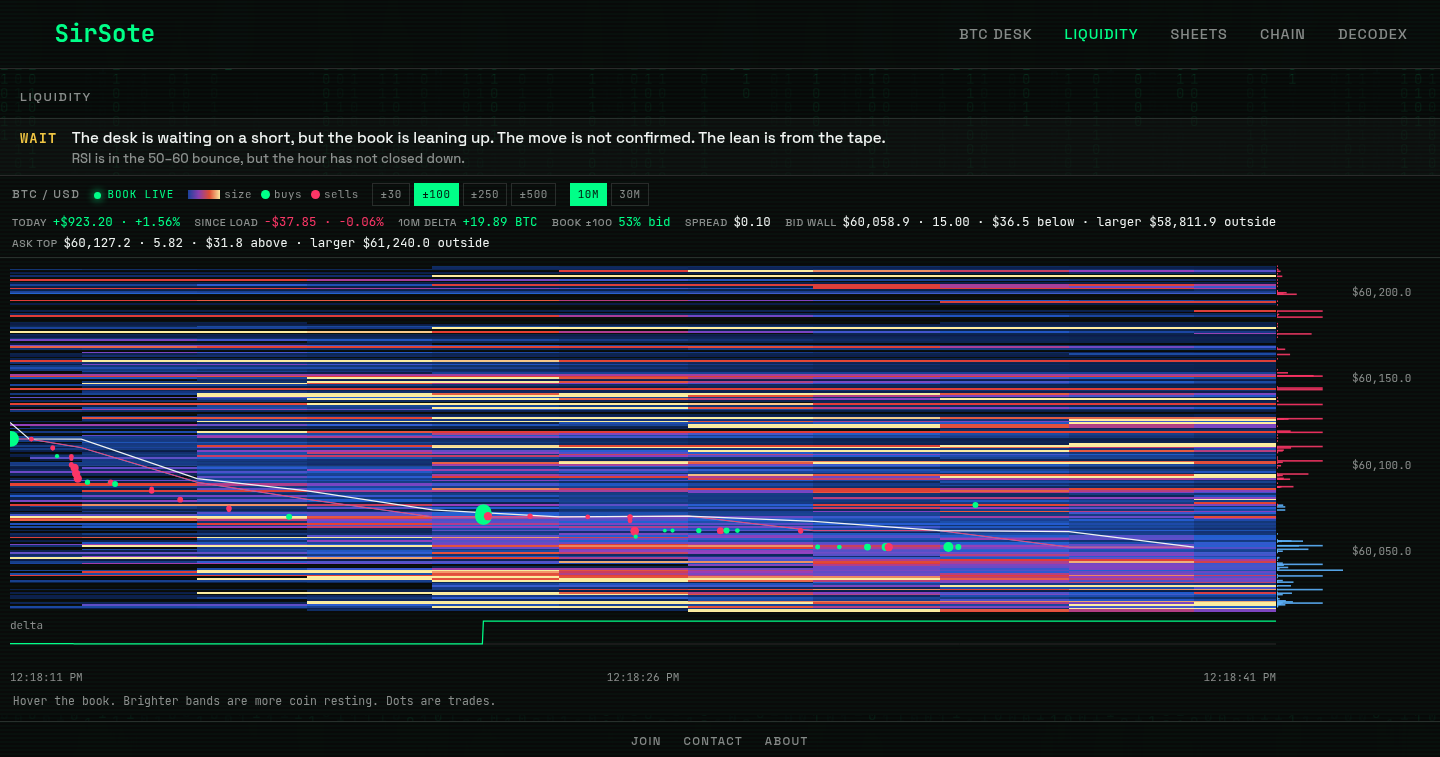 SirSote
BTC DESK LIQUIDITY SHEETS CHAIN DECODEX
LIQUIDITY
WAIT The desk is waiting on a short, but the book is leaning up. The move is not confirmed. The lean is from the tape.
RSI is in the 50–60 bounce, but the hour has not closed down.
BTC / USD BOOK LIVE size buys sells ±30 ±100 ±250 ±500 10M 30M
TODAY +$923.20 · +1.56% SINCE LOAD -$37.85 · -0.06% 10M DELTA +19.89 BTC BOOK ±100 53% bid SPREAD $0.10 BID WALL $60,058.9 · 15.00 · $36.5 below · larger $58,811.9 outside
ASK TOP $60,127.2 · 5.82 · $31.8 above · larger $61,240.0 outside
$60,200.0
$60,150.0
$60,100.0
$60,050.0
delta
12:18:11 PM 12:18:26 PM 12:18:41 PM
Hover the book. Brighter bands are more coin resting. Dots are trades.
JOIN CONTACT ABOUT